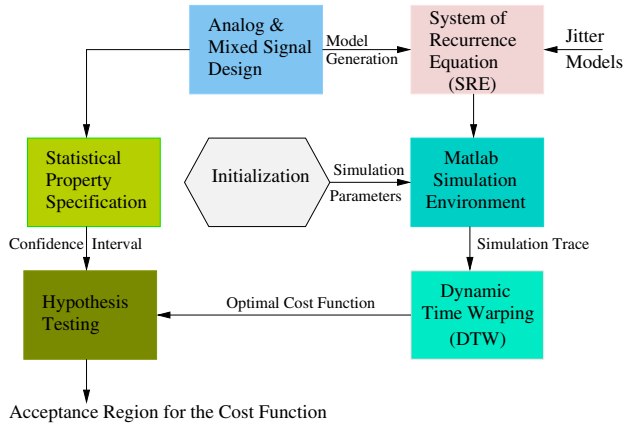 Analog &
Mixed Signal
Design
Model
Generation
System of
Recurrence
Equation
(SRE)
Jitter
Models
Statistical
Property
Specification
Initialization
Simulation
Parameters
Matlab
Simulation
Environment
Confidence Interval
Simulation Trace
Hypothesis
Testing
Optimal Cost Function
Dynamic
Time Warping
(DTW)
Acceptance Region for the Cost Function